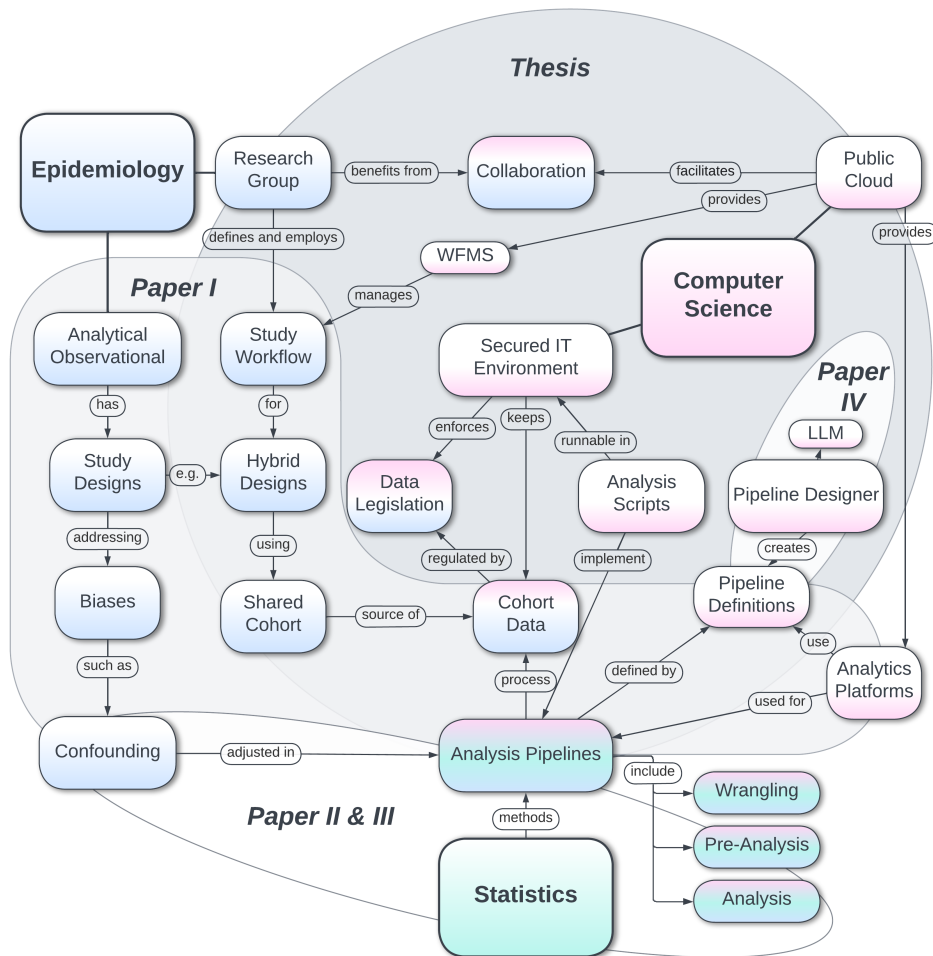 Thesis
Epidemiology
Research
Group
benefits from
Collaboration
facilitates
Public
Cloud
provides
provides
defines and employs
WFMS
manages
Computer
Science
Paper I
Analytical
Observational
Study
Workflow
Secured IT
Environment
Paper
IV
has
for
enforces
keeps
runnable in
LLM
Study
Designs
e.g.
Hybrid
Designs
Data
Legislation
Analysis
Scripts
Pipeline Designer
addressing
using
regulated by
implement
creates
Biases
Shared
Cohort
source of
Cohort
Data
Pipeline
Definitions
use
such as
process
defined by
Analytics
Platforms
used for
Confounding
adjusted in
Analysis Pipelines
include
Wrangling
Paper II & III
methods
Pre-Analysis
Statistics
Analysis